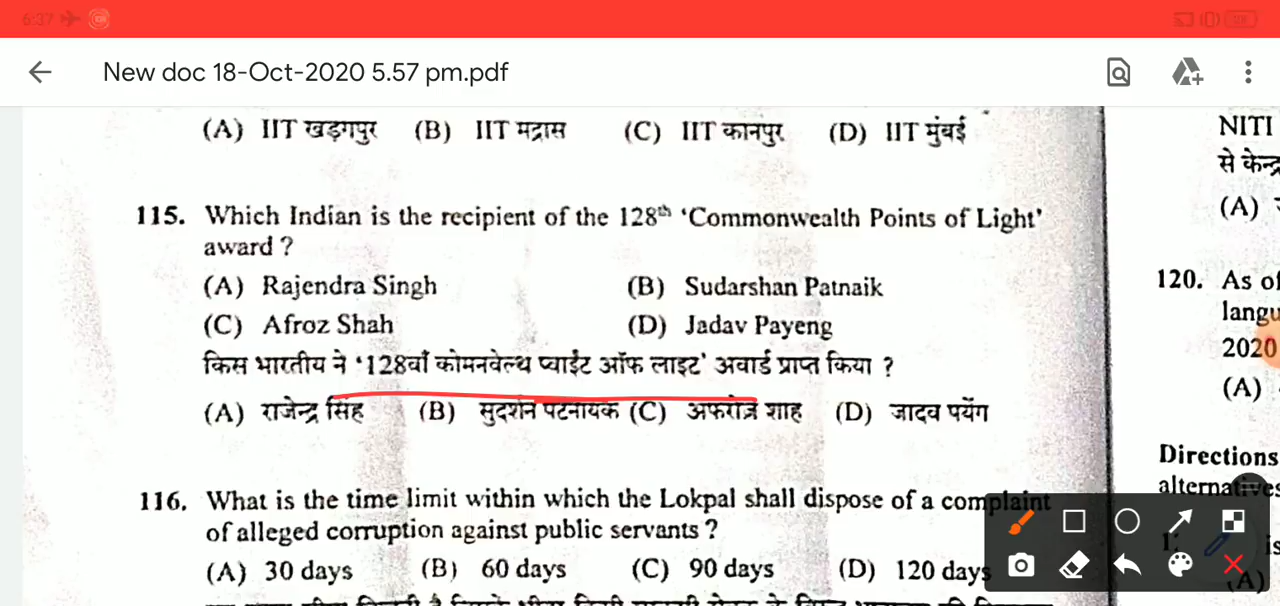 6:37
New doc 18-Oct-2020 5.57 pm.pdf
(A) IIT खड़गपुर (B) IIT मद्रास (C) IIT कानपुर (D) IIT मुंबई
115. Which Indian is the recipient of the 128th ‘Commonwealth Points of Light’
award ?
(A) Rajendra Singh (B) Sudarshan Patnaik
(C) Afroz Shah (D) Jadav Payeng
किस भारतीय ने ‘128वाँ कोमनवेल्थ प्वाईंट ऑफ लाइट’ अवार्ड प्राप्त किया ?
(A) राजेन्द्र सिंह (B) सुदर्शन पटनायक (C) अफरोज़ शाह (D) जादव पयेंग
116. What is the time limit within which the Lokpal shall dispose of a complaint
of alleged corruption against public servants ?
(A) 30 days (B) 60 days (C) 90 days (D) 120 days
NITI
से केन्द्र
(A)
120. As of
langu
2020
(A)
Directions
alternatives
is
(A)